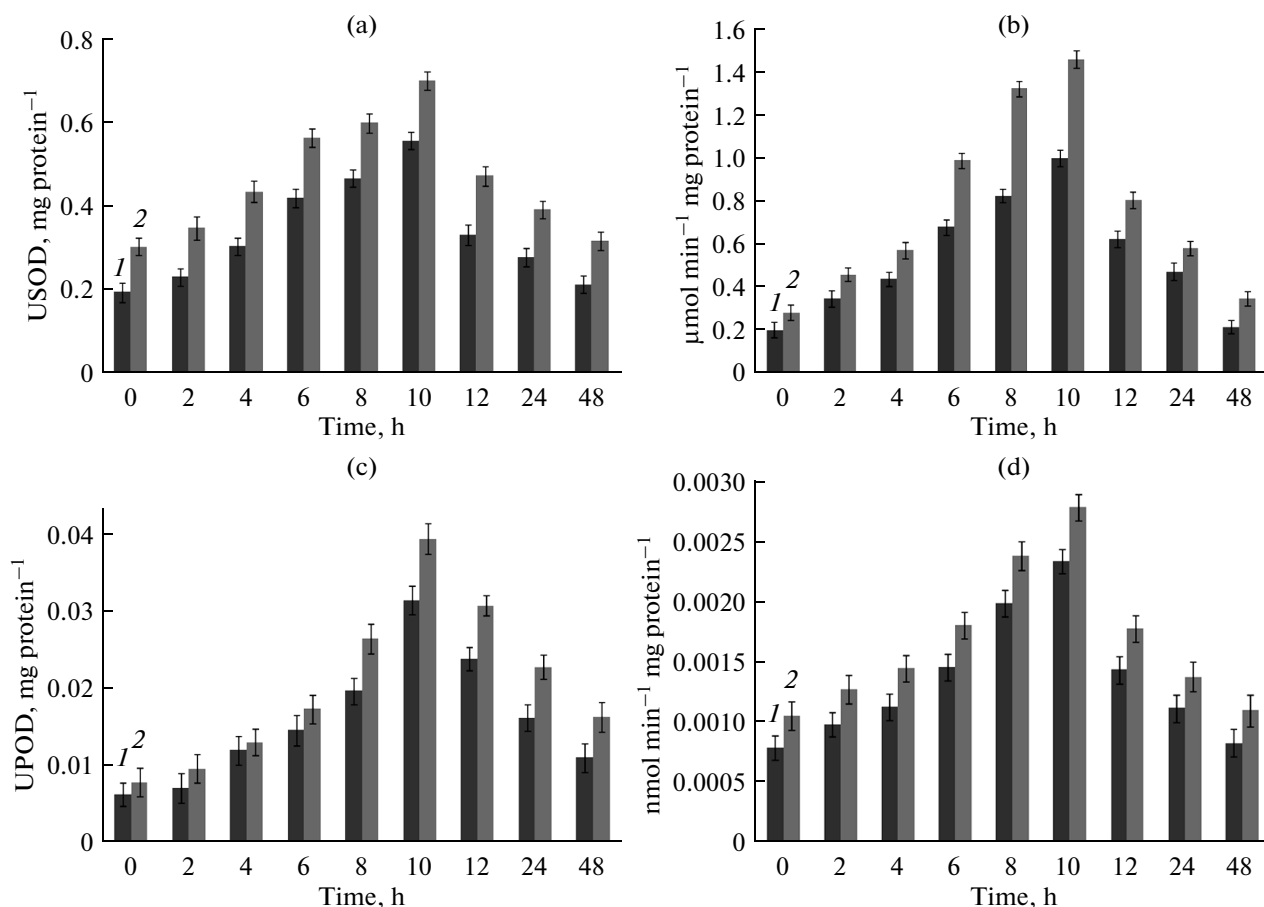 (a)
USOD, mg protein⁻¹
0.8
0.6
0.4
0.2
0
1 2
0 2 4 6 8 10 12 24 48
Time, h
(b)
μmol min⁻¹ mg protein⁻¹
1.6
1.4
1.2
1.0
0.8
0.6
0.4
0.2
0
1 2
0 2 4 6 8 10 12 24 48
Time, h
(c)
UPOD, mg protein⁻¹
0.04
0.03
0.02
0.01
0
1 2
0 2 4 6 8 10 12 24 48
Time, h
(d)
nmol min⁻¹ mg protein⁻¹
0.0030
0.0025
0.0020
0.0015
0.0010
0.0005
0
1 2
0 2 4 6 8 10 12 24 48
Time, h